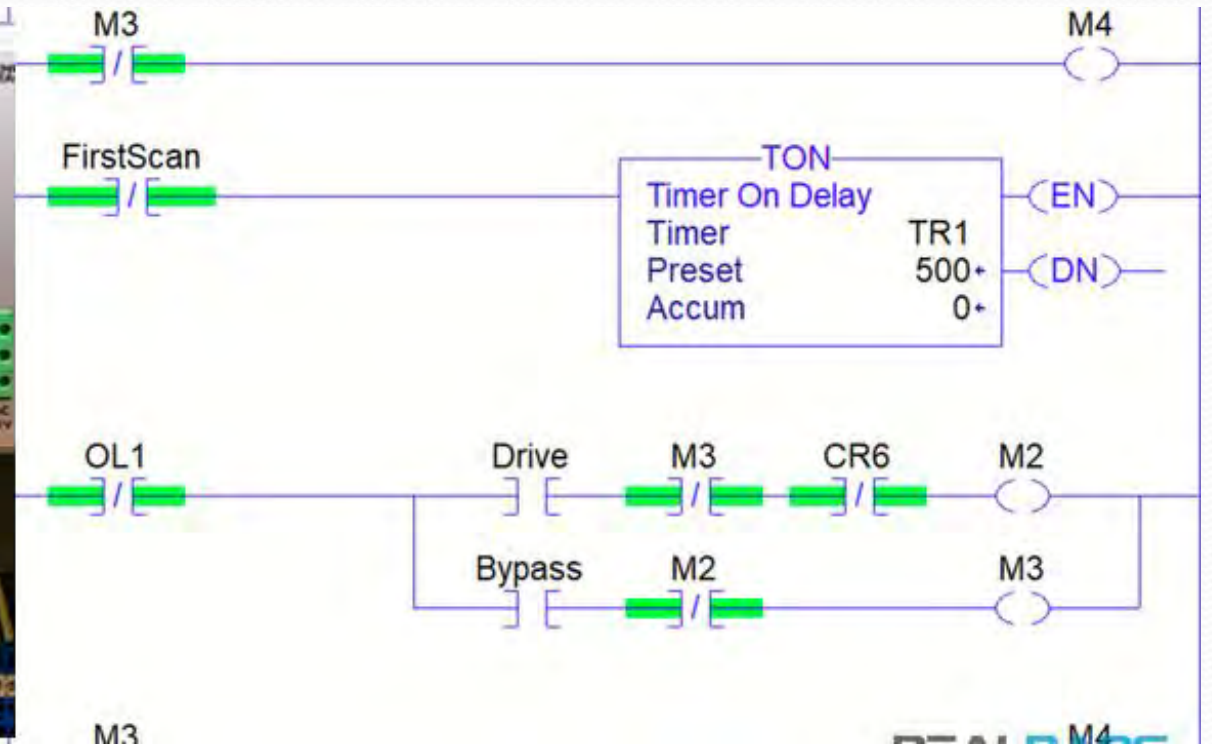 M3 M4
FirstScan
TON
Timer On Delay
(EN)
Timer TR1
Preset 500
(DN)
Accum 0
OL1 Drive M3 CR6 M2
Bypass M2 M3
M3 M4